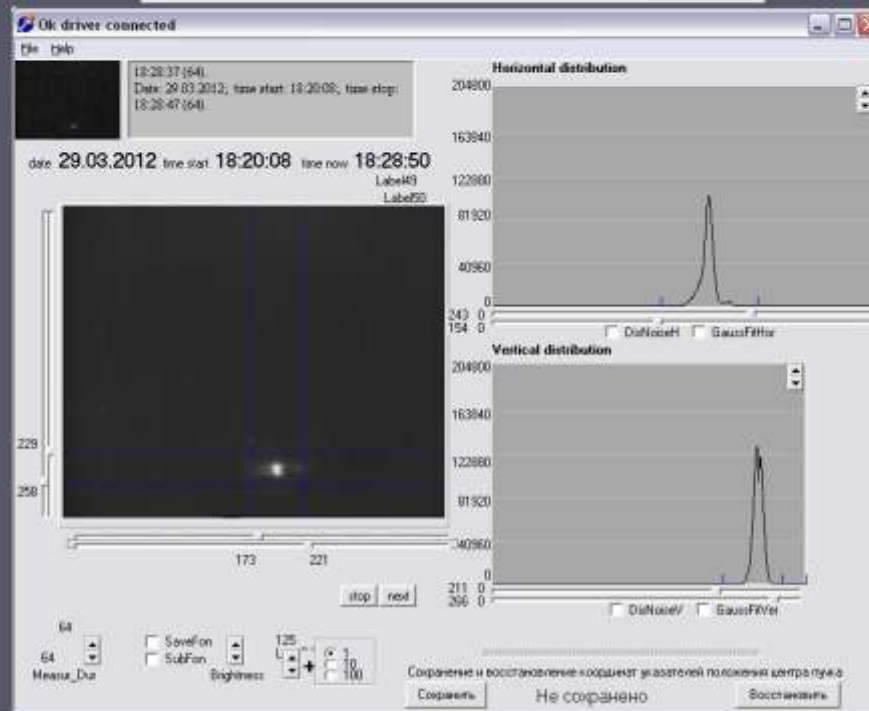 Ok driver connected
File Help
18:28:37 (64).
Date: 29.03.2012; time start: 18:20:08; time stop:
18:28:47 (64).
date 29.03.2012 time start 18:20:08 time now 18:28:50
Label49
Label50
229
258
173 221
stop next
64
64
Measur_Dur
SaveFon
SubFon
Brightness
125
+
1
10
100
Horizontal distribution
204800
163840
122880
81920
40960
0
243 0
154 0
DisNoiseH GaussFitHor
Vertical distribution
204800
163840
122880
81920
40960
0
211 0
266 0
DisNoiseV GaussFitVer
Сохранение и восстановление координат указателей положения центра пучка
Сохранить Не сохранено Восстановить